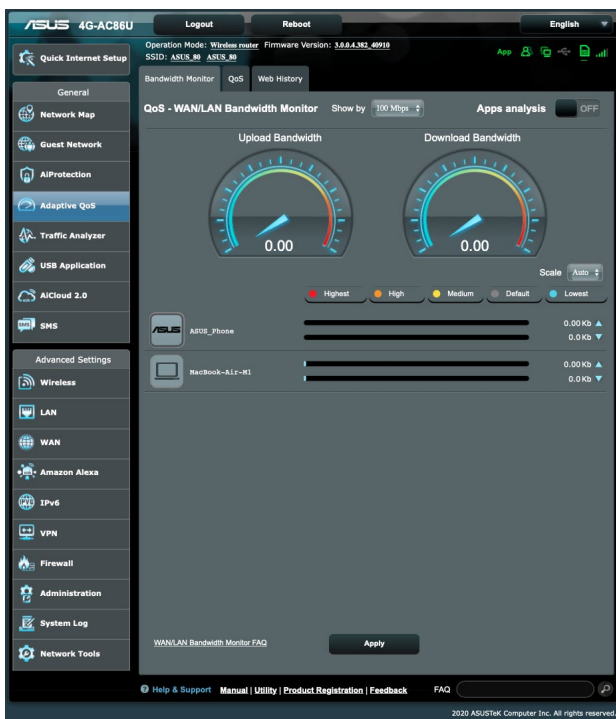 ASUS 4G-AC86U Logout Reboot English
Quick Internet Setup
Operation Mode: Wireless router Firmware Version: 3.0.0.4.382_40910
SSID: ASUS_80 ASUS_80
App
Bandwidth Monitor QoS Web History
General
Network Map
Guest Network
AiProtection
Adaptive QoS
Traffic Analyzer
USB Application
AiCloud 2.0
SMS
Advanced Settings
Wireless
LAN
WAN
Amazon Alexa
IPv6
VPN
Firewall
Administration
System Log
Network Tools
QoS - WAN/LAN Bandwidth Monitor Show by 100 Mbps Apps analysis OFF
Upload Bandwidth Download Bandwidth
0.00 0.00
Scale Auto
Highest High Medium Default Lowest
ASUS ASUS_Phone 0.00 Kb
0.0 Kb
MacBook-Air-M1 0.00 Kb
0.0 Kb
WAN/LAN Bandwidth Monitor FAQ Apply
Help & Support Manual | Utility | Product Registration | Feedback FAQ
2020 ASUSTeK Computer Inc. All rights reserved